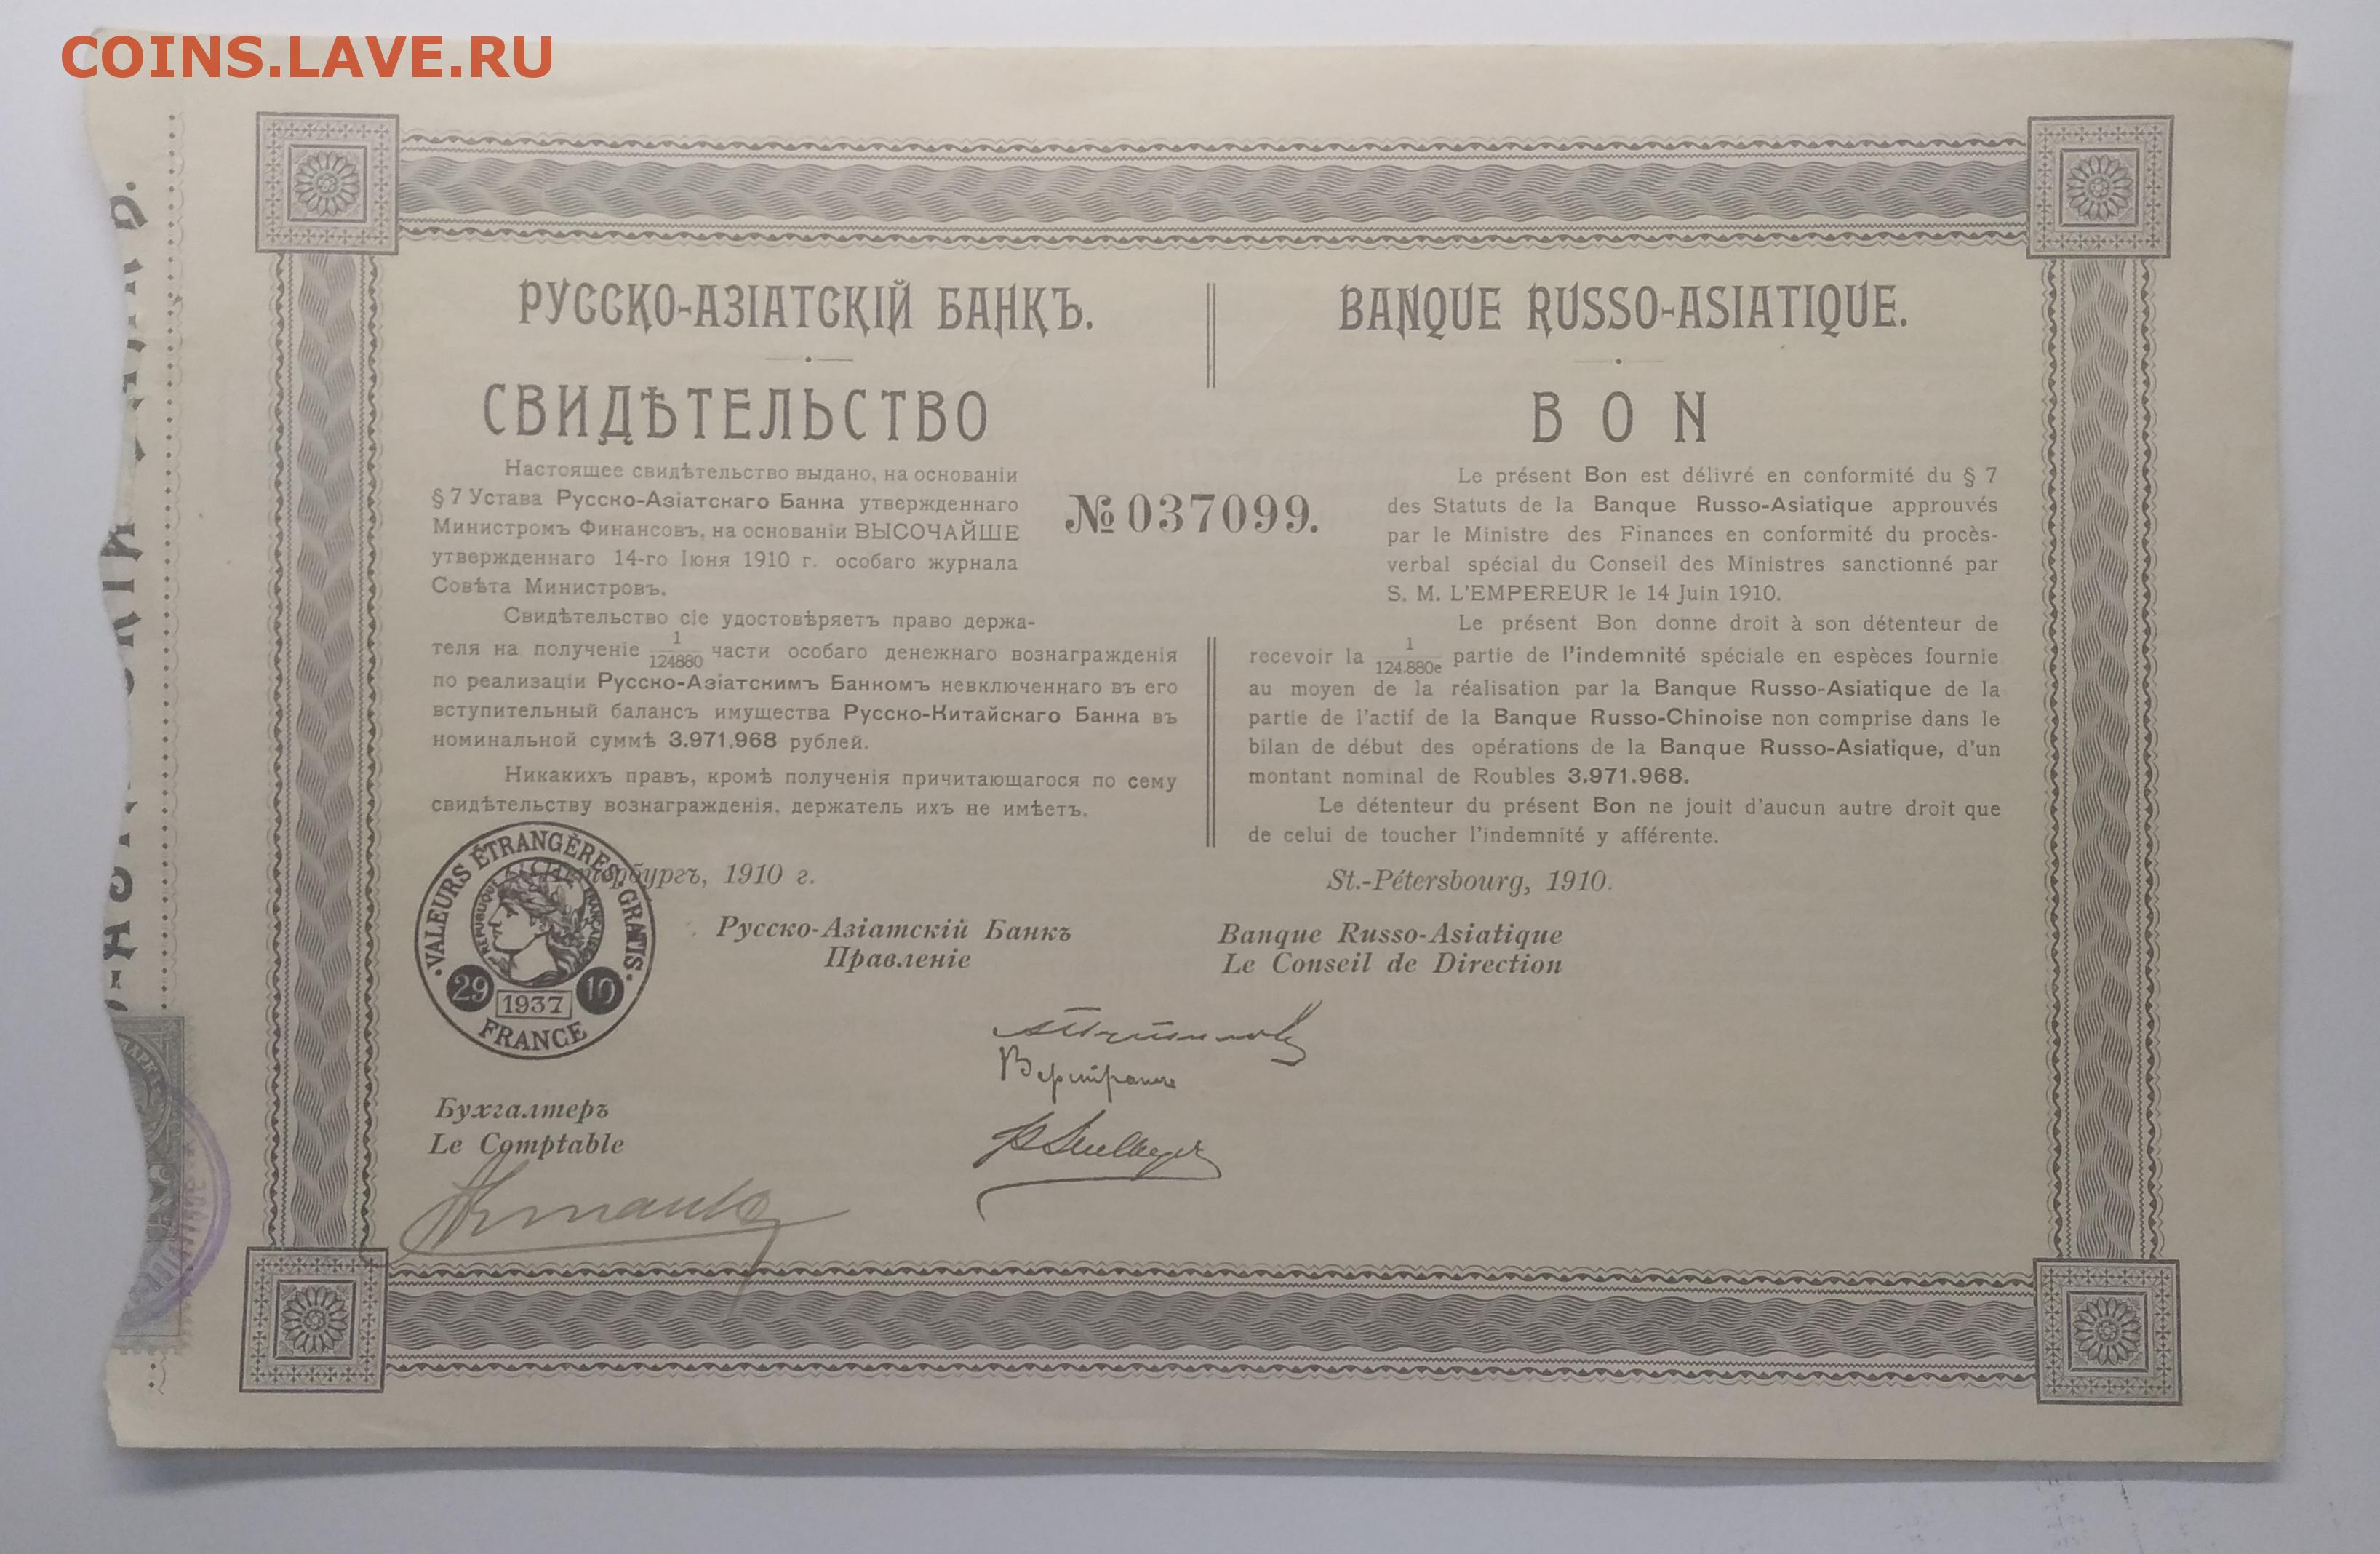 COINS.LAVE.RU
РУССКО-АЗІАТСКІЙ БАНКЪ.
СВИДѢТЕЛЬСТВО
Настоящее свидѣтельство выдано, на основаніи
§ 7 Устава Русско-Азіатскаго Банка утвержденнаго
Министромъ Финансовъ, на основаніи ВЫСОЧАЙШЕ
утвержденнаго 14-го Іюня 1910 г. особаго журнала
Совѣта Министровъ.
Свидѣтельство сіе удостовѣряетъ право держа-
теля на полученіе 1/124880 части особаго денежнаго вознагражденія
по реализаціи Русско-Азіатскимъ Банкомъ невключеннаго въ его
вступительный балансъ имущества Русско-Китайскаго Банка въ
номинальной суммѣ 3.971.968 рублей.
Никакихъ правъ, кромѣ полученія причитающагося по сему
свидѣтельству вознагражденія, держатель ихъ не имѣетъ.
№ 037099.
BANQUE RUSSO-ASIATIQUE.
BON
Le présent Bon est délivré en conformité du § 7
des Statuts de la Banque Russo-Asiatique approuvés
par le Ministre des Finances en conformité du procès-
verbal spécial du Conseil des Ministres sanctionné par
S. M. L'EMPEREUR le 14 Juin 1910.
Le présent Bon donne droit à son détenteur de
recevoir la 1/124.880e partie de l'indemnité spéciale en espèces fournie
au moyen de la réalisation par la Banque Russo-Asiatique de la
partie de l'actif de la Banque Russo-Chinoise non comprise dans le
bilan de début des opérations de la Banque Russo-Asiatique, d'un
montant nominal de Roubles 3.971.968.
Le détenteur du présent Bon ne jouit d'aucun autre droit que
de celui de toucher l'indemnité y afférente.
1910 г.
St.-Pétersbourg, 1910.
Русско-Азіатскій Банкъ
Правленіе
Banque Russo-Asiatique
Le Conseil de Direction
VALEURS ÉTRANGÈRES · GRATIS ·
RÉPUBLIQUE FRANÇAISE
29 1937 10
FRANCE
Бухгалтеръ
Le Comptable